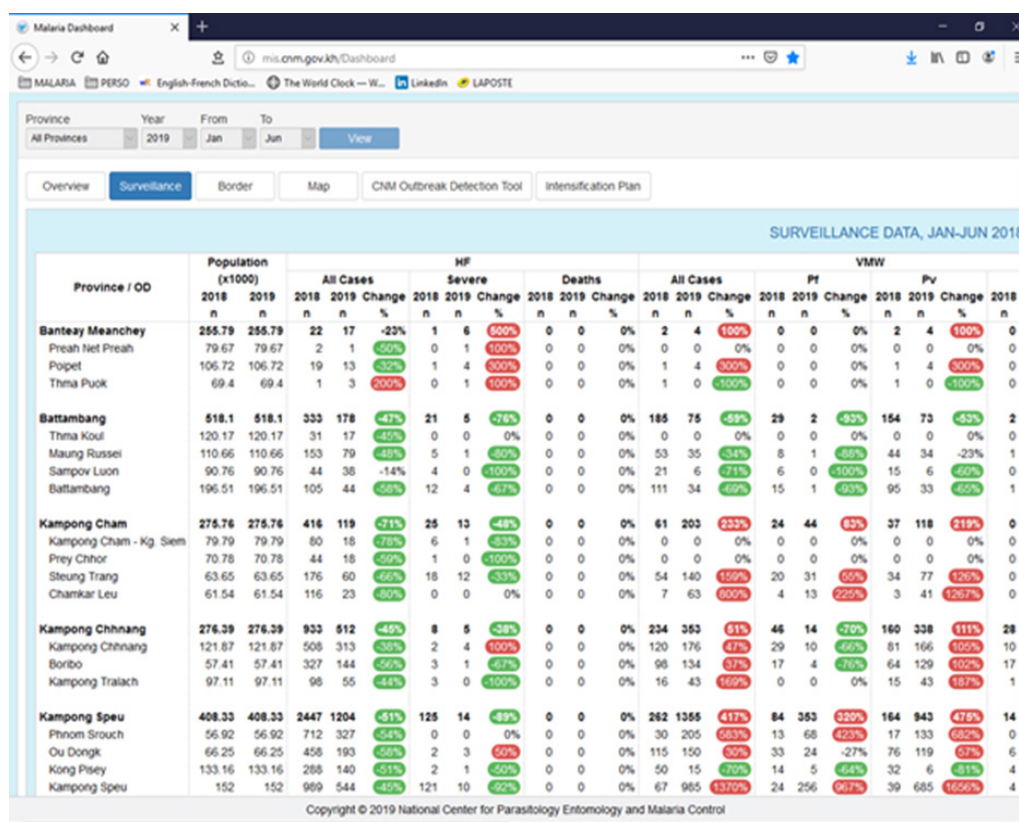 Malaria Dashboard
mis.cnm.gov.kh/Dashboard
MALARIA PERSO English-French Dictio... The World Clock — W... LinkedIn LAPOSTE
Province Year From To
All Provinces 2019 Jan Jun View
Overview Surveillance Border Map CNM Outbreak Detection Tool Intensification Plan
SURVEILLANCE DATA, JAN-JUN 2018
Province / OD Population (x1000) HF VMW
All Cases Severe Deaths All Cases Pf Pv
2018 2019 2018 2019 Change 2018 2019 Change 2018 2019 Change 2018 2019 Change 2018 2019 Change 2018 2019 Change 2018
n n n n % n n % n n % n n % n n % n n % n
Banteay Meanchey 255.79 255.79 22 17 -23% 1 6 500% 0 0 0% 2 4 100% 0 0 0% 2 4 100% 0
Preah Net Preah 79.67 79.67 2 1 -50% 0 1 100% 0 0 0% 0 0 0% 0 0 0% 0 0 0% 0
Poipet 106.72 106.72 19 13 -32% 1 4 300% 0 0 0% 1 4 300% 0 0 0% 1 4 300% 0
Thma Puok 69.4 69.4 1 3 200% 0 1 100% 0 0 0% 1 0 -100% 0 0 0% 1 0 -100% 0
Battambang 518.1 518.1 333 178 -47% 21 5 -76% 0 0 0% 185 75 -59% 29 2 -93% 154 73 -53% 2
Thma Koul 120.17 120.17 31 17 -45% 0 0 0% 0 0 0% 0 0 0% 0 0 0% 0 0 0% 0
Maung Russei 110.66 110.66 153 79 -48% 5 1 -80% 0 0 0% 53 35 -34% 8 1 -88% 44 34 -23% 1
Sampov Luon 90.76 90.76 44 38 -14% 4 0 -100% 0 0 0% 21 6 -71% 6 0 -100% 15 6 -60% 0
Battambang 196.51 196.51 105 44 -58% 12 4 -67% 0 0 0% 111 34 -69% 15 1 -93% 95 33 -65% 1
Kampong Cham 275.76 275.76 416 119 -71% 25 13 -48% 0 0 0% 61 203 233% 24 44 83% 37 118 219% 0
Kampong Cham - Kg. Siem 79.79 79.79 80 18 -78% 6 1 -83% 0 0 0% 0 0 0% 0 0 0% 0 0 0% 0
Prey Chhor 70.78 70.78 44 18 -59% 1 0 -100% 0 0 0% 0 0 0% 0 0 0% 0 0 0% 0
Steung Trang 63.65 63.65 176 60 -66% 18 12 -33% 0 0 0% 54 140 159% 20 31 55% 34 77 126% 0
Chamkar Leu 61.54 61.54 116 23 -80% 0 0 0% 0 0 0% 7 63 800% 4 13 225% 3 41 1267% 0
Kampong Chhnang 276.39 276.39 933 512 -45% 8 5 -38% 0 0 0% 234 353 51% 46 14 -70% 160 338 111% 28
Kampong Chhnang 121.87 121.87 508 313 -38% 2 4 100% 0 0 0% 120 176 47% 29 10 -66% 81 166 105% 10
Boribo 57.41 57.41 327 144 -56% 3 1 -67% 0 0 0% 98 134 37% 17 4 -76% 64 129 102% 17
Kampong Tralach 97.11 97.11 98 55 -44% 3 0 -100% 0 0 0% 16 43 169% 0 0 0% 15 43 187% 1
Kampong Speu 408.33 408.33 2447 1204 -51% 125 14 -89% 0 0 0% 262 1355 417% 84 353 320% 164 943 475% 14
Phnom Srouch 56.92 56.92 712 327 -54% 0 0 0% 0 0 0% 30 205 583% 13 68 423% 17 133 682% 0
Ou Dongk 66.25 66.25 458 193 -58% 2 3 50% 0 0 0% 115 150 30% 33 24 -27% 76 119 57% 6
Kong Pisey 133.16 133.16 288 140 -51% 2 1 -50% 0 0 0% 50 15 -70% 14 5 -64% 32 6 -81% 4
Kampong Speu 152 152 989 544 -45% 121 10 -92% 0 0 0% 67 985 1370% 24 256 967% 39 685 1656% 4
Copyright © 2019 National Center for Parasitology Entomology and Malaria Control